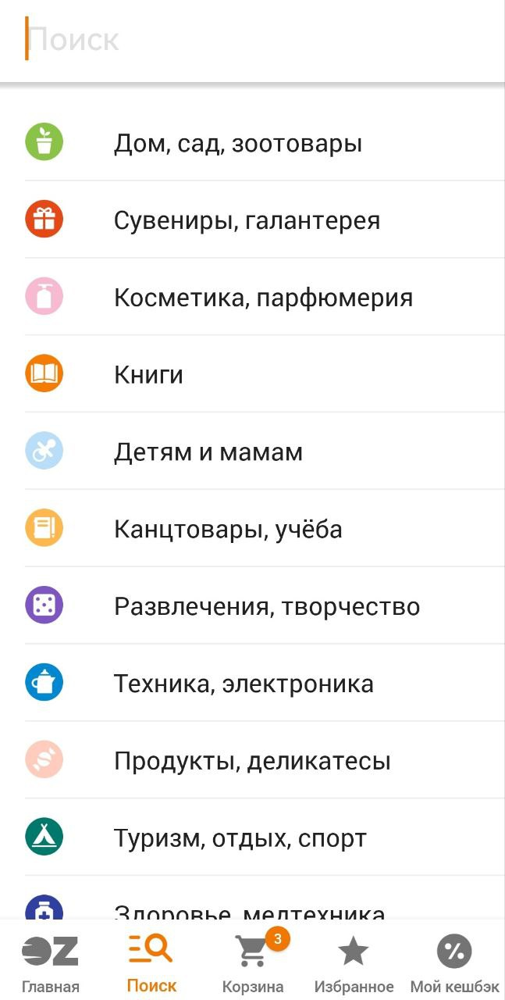 Поиск
Дом, сад, зоотовары
Сувениры, галантерея
Косметика, парфюмерия
Книги
Детям и мамам
Канцтовары, учёба
Развлечения, творчество
Техника, электроника
Продукты, деликатесы
Туризм, отдых, спорт
Здоровье, медтехника
OZ
3
Главная Поиск Корзина Избранное Мой кешбэк